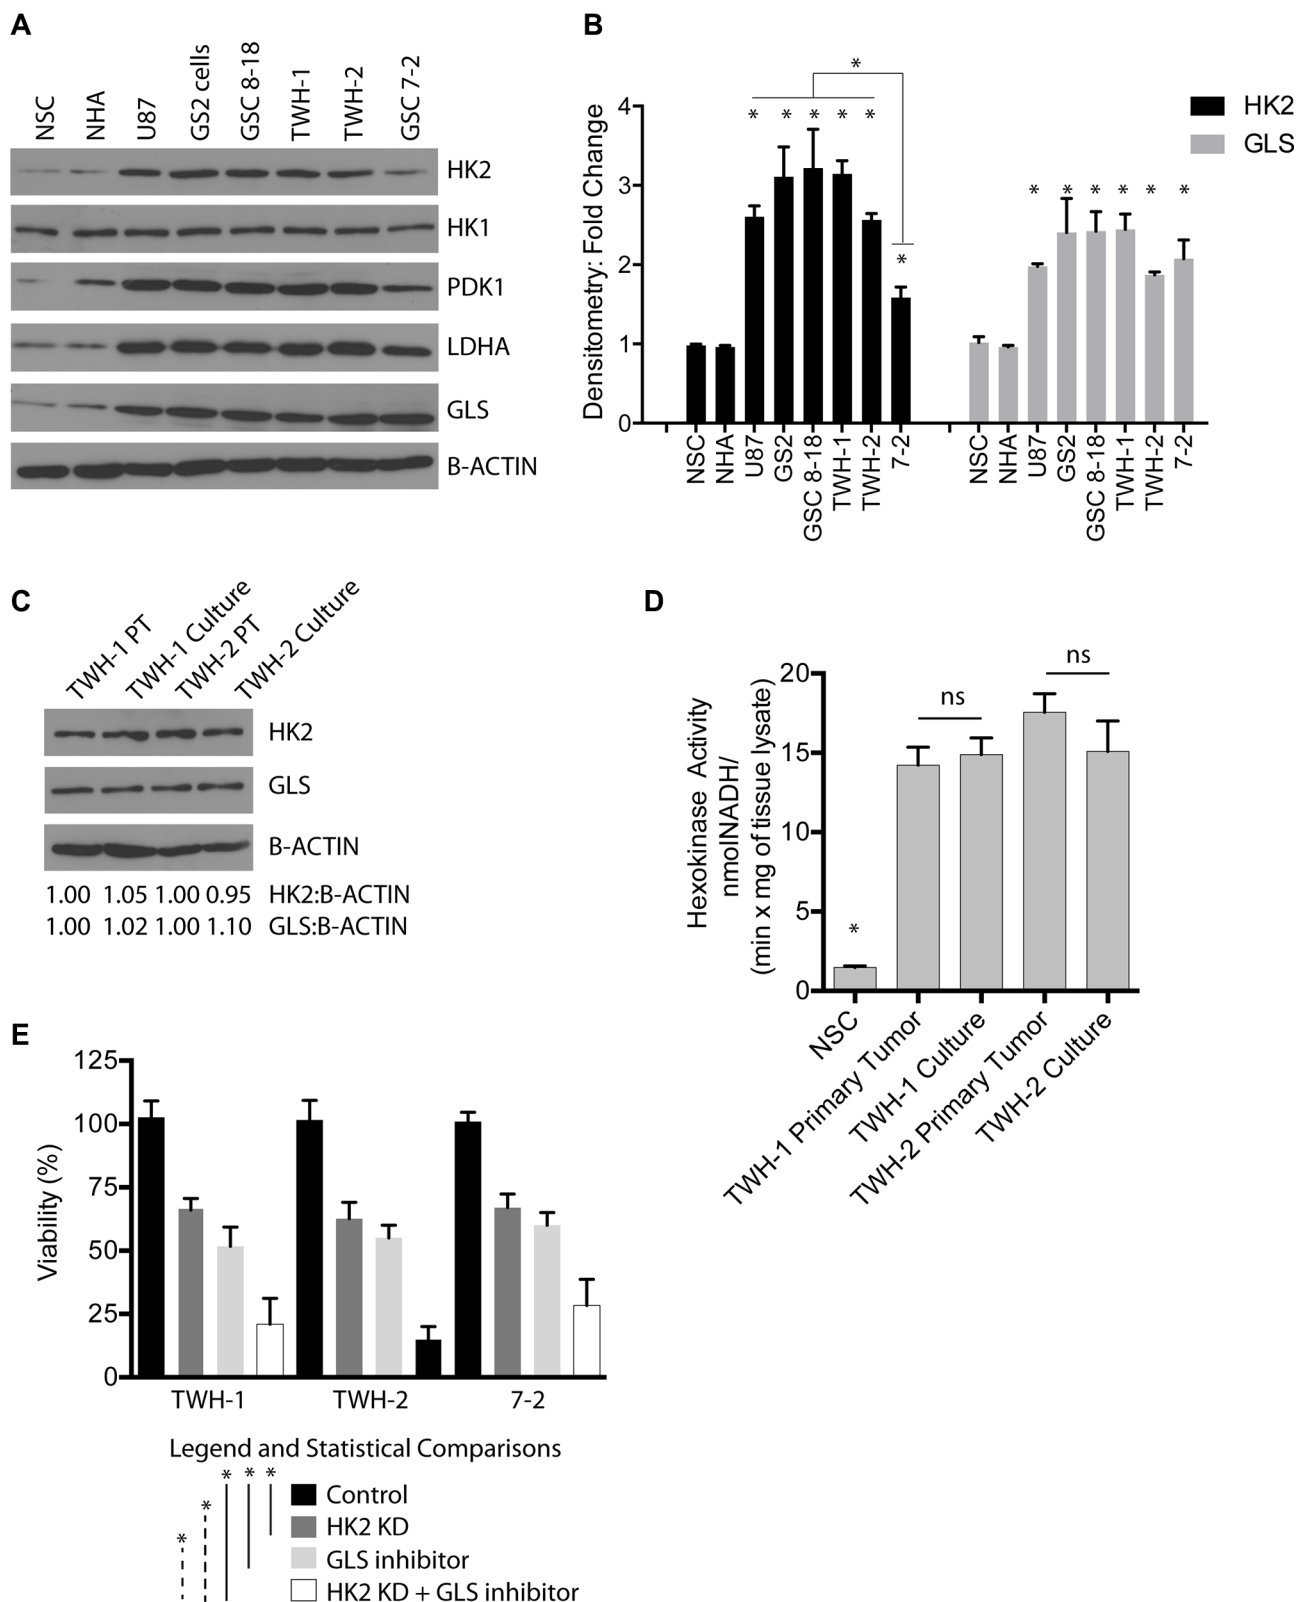 A
NSC
NHA
U87
GS2 cells
GSC 8-18
TWH-1
TWH-2
GSC 7-2
HK2
HK1
PDK1
LDHA
GLS
B-ACTIN
B
Densitometry: Fold Change
4
3
2
1
0
*
* * * * *
*
* * * * * *
HK2
GLS
NSC
NHA
U87
GS2
GSC 8-18
TWH-1
TWH-2
7-2
NSC
NHA
U87
GS2
GSC 8-18
TWH-1
TWH-2
7-2
C
TWH-1 PT
TWH-1 Culture
TWH-2 PT
TWH-2 Culture
HK2
GLS
B-ACTIN
1.00 1.05 1.00 0.95 HK2:B-ACTIN
1.00 1.02 1.00 1.10 GLS:B-ACTIN
D
Hexokinase Activity
nmolNADH/
(min x mg of tissue lysate)
20
15
10
5
0
*
ns
ns
NSC
TWH-1 Primary Tumor
TWH-1 Culture
TWH-2 Primary Tumor
TWH-2 Culture
E
Viability (%)
125
100
75
50
25
0
TWH-1
TWH-2
7-2
Legend and Statistical Comparisons
* * * * *
Control
HK2 KD
GLS inhibitor
HK2 KD + GLS inhibitor